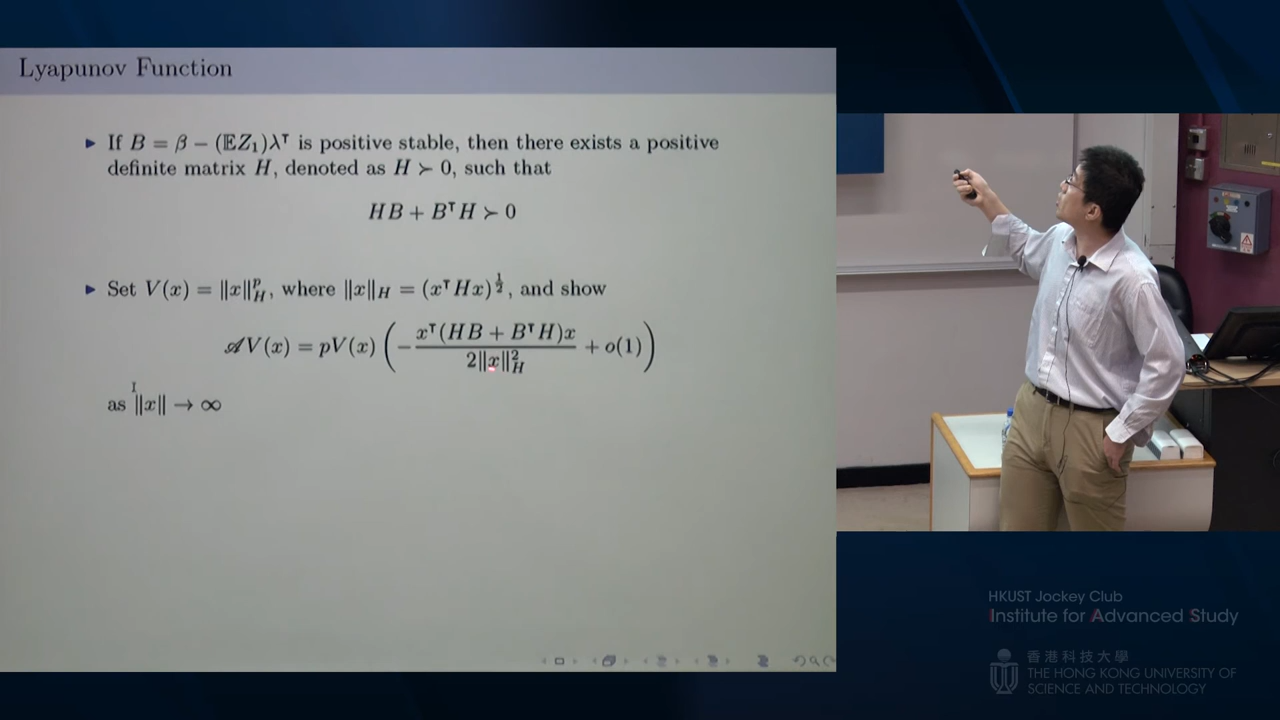 Lyapunov Function
▸ If B = β − (𝔼Z₁)λᵀ is positive stable, then there exists a positive
definite matrix H, denoted as H ≻ 0, such that
HB + BᵀH ≻ 0
▸ Set V(x) = ‖x‖ᵖ_H, where ‖x‖_H = (xᵀHx)^{1/2}, and show
𝒜V(x) = pV(x) ( − xᵀ(HB + BᵀH)x / 2‖x‖²_H + o(1) )
as ‖x‖ → ∞
HKUST Jockey Club
Institute for Advanced Study
香港科技大學
THE HONG KONG UNIVERSITY OF
SCIENCE AND TECHNOLOGY